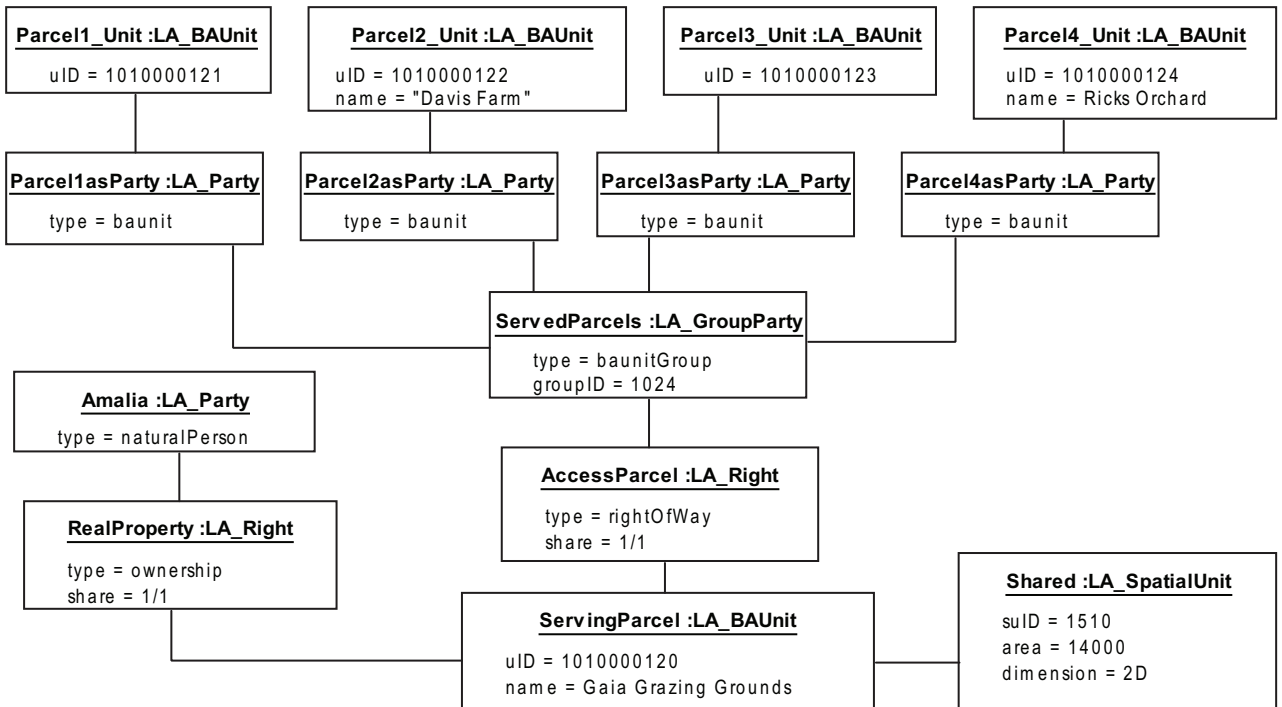 Parcel1_Unit :LA_BAUnit
uID = 1010000121
Parcel2_Unit :LA_BAUnit
uID = 1010000122
name = "Davis Farm"
Parcel3_Unit :LA_BAUnit
uID = 1010000123
Parcel4_Unit :LA_BAUnit
uID = 1010000124
name = Ricks Orchard
Parcel1asParty :LA_Party
type = baunit
Parcel2asParty :LA_Party
type = baunit
Parcel3asParty :LA_Party
type = baunit
Parcel4asParty :LA_Party
type = baunit
ServedParcels :LA_GroupParty
type = baunitGroup
groupID = 1024
Amalia :LA_Party
type = naturalPerson
AccessParcel :LA_Right
type = rightOfWay
share = 1/1
RealProperty :LA_Right
type = ownership
share = 1/1
ServingParcel :LA_BAUnit
uID = 1010000120
name = Gaia Grazing Grounds
Shared :LA_SpatialUnit
suID = 1510
area = 14000
dimension = 2D